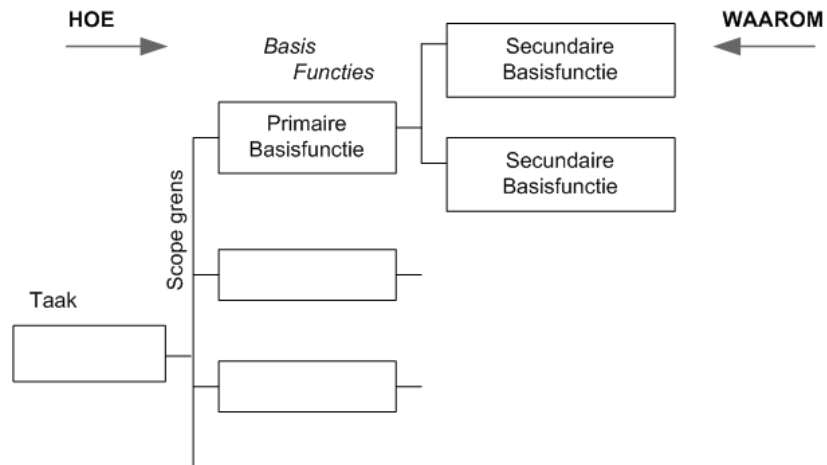 HOE
WAAROM
Basis
Functies
Secundaire
Basisfunctie
Primaire
Basisfunctie
Secundaire
Basisfunctie
Scope grens
Taak